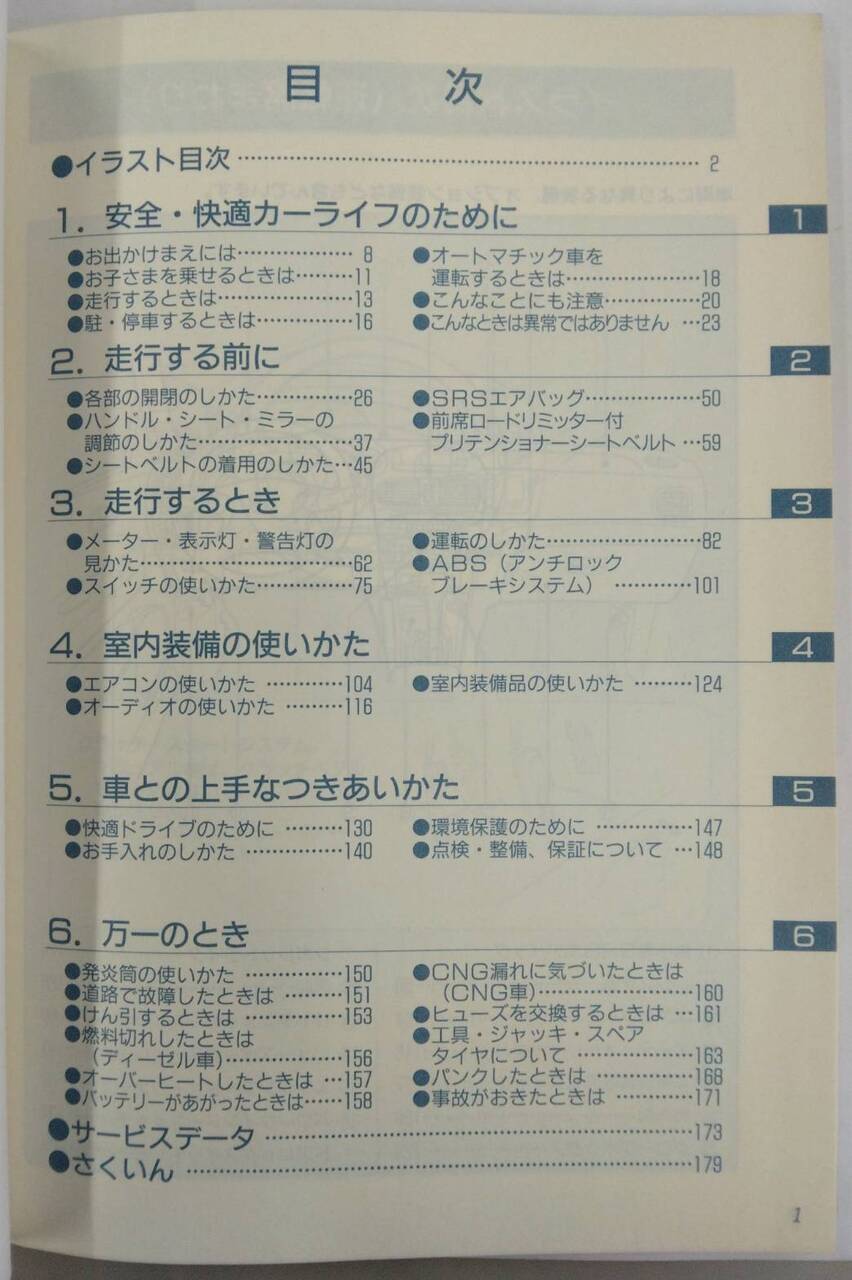 目 次
●イラスト目次…………………………………………… 2
1. 安全・快適カーライフのために 1
●お出かけまえには…………… 8
●お子さまを乗せるときは………11
●走行するときは………………13
●駐・停車するときは……………16
●オートマチック車を
運転するときは…………………18
●こんなことにも注意……………20
●こんなときは異常ではありません …23
2. 走行する前に 2
●各部の開閉のしかた……………26
●ハンドル・シート・ミラーの
調節のしかた……………………37
●シートベルトの着用のしかた…45
●SRSエアバッグ………………50
●前席ロードリミッター付
プリテンショナーシートベルト …59
3. 走行するとき 3
●メーター・表示灯・警告灯の
見かた……………………………62
●スイッチの使いかた……………75
●運転のしかた……………………82
●ABS（アンチロック
ブレーキシステム） …………101
4. 室内装備の使いかた 4
●エアコンの使いかた …………104
●オーディオの使いかた ………116
●室内装備品の使いかた ………124
5. 車との上手なつきあいかた 5
●快適ドライブのために ………130
●お手入れのしかた ……………140
●環境保護のために ……………147
●点検・整備、保証について …148
6. 万一のとき 6
●発炎筒の使いかた ……………150
●道路で故障したときは ………151
●けん引するときは ……………153
●燃料切れしたときは
（ディーゼル車)………………156
●オーバーヒートしたときは …157
●バッテリーがあがったときは……158
●CNG漏れに気づいたときは
（CNG車)……………………160
●ヒューズを交換するときは …161
●工具・ジャッキ・スペア
タイヤについて ………………163
●パンクしたときは ……………168
●事故がおきたときは …………171
●サービスデータ ……………………………………………173
●さくいん ……………………………………………………179
1